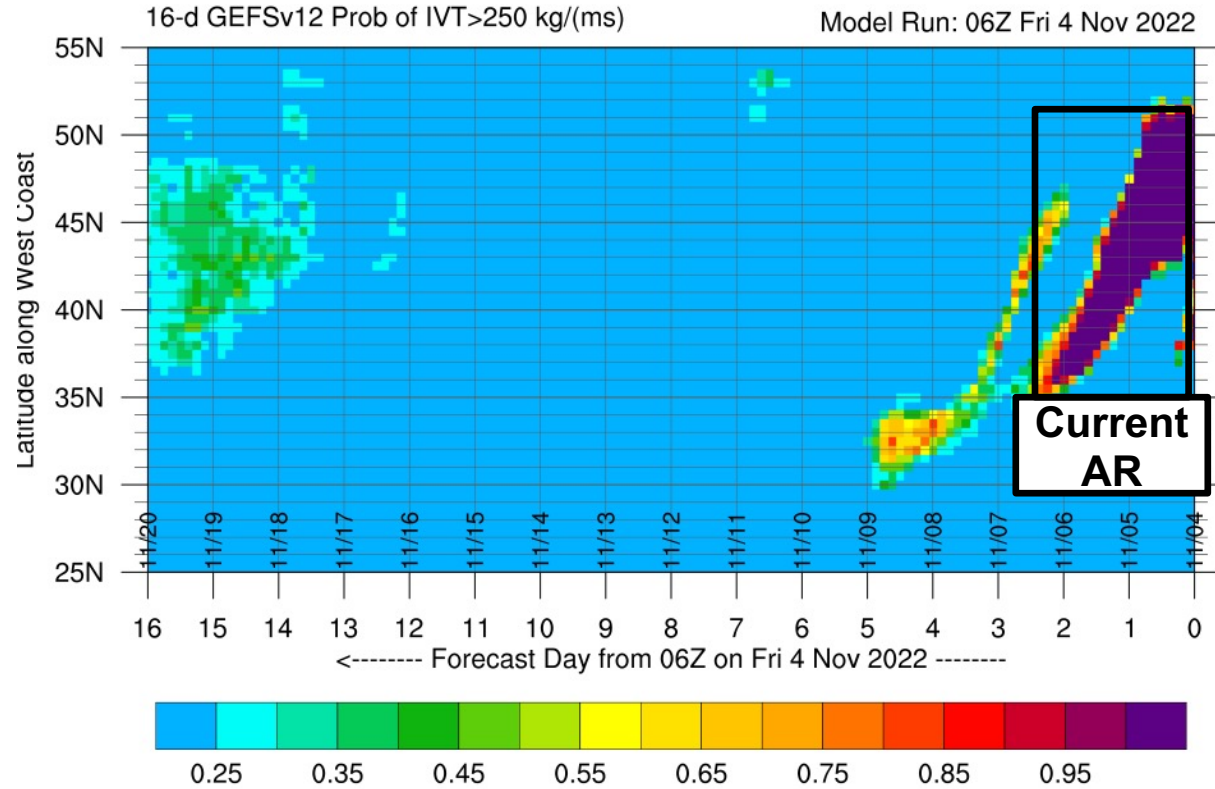 16-d GEFSv12 Prob of IVT>250 kg/(ms)
Model Run: 06Z Fri 4 Nov 2022
Latitude along West Coast
55N
50N
45N
40N
35N
30N
25N
Current
AR
11/20 11/19 11/18 11/17 11/16 11/15 11/14 11/13 11/12 11/11 11/10 11/09 11/08 11/07 11/06 11/05 11/04
16 15 14 13 12 11 10 9 8 7 6 5 4 3 2 1 0
<-------- Forecast Day from 06Z on Fri 4 Nov 2022 --------
0.25 0.35 0.45 0.55 0.65 0.75 0.85 0.95